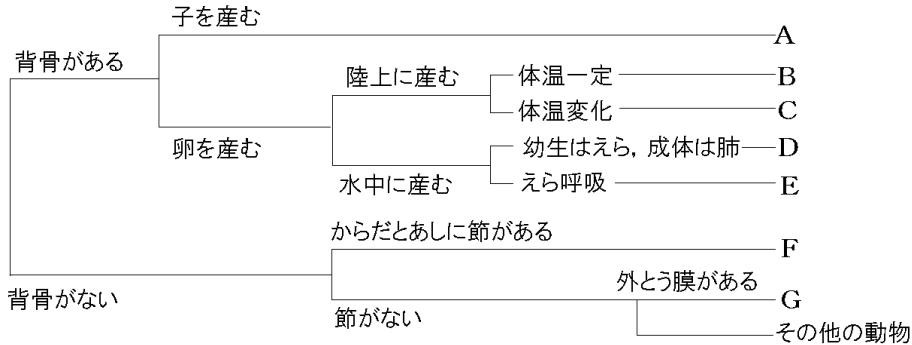 子を産む
A
背骨がある
陸上に産む
体温一定
B
体温変化
C
卵を産む
幼生はえら，成体は肺
D
水中に産む
えら呼吸
E
からだとあしに節がある
F
背骨がない
外とう膜がある
G
節がない
その他の動物